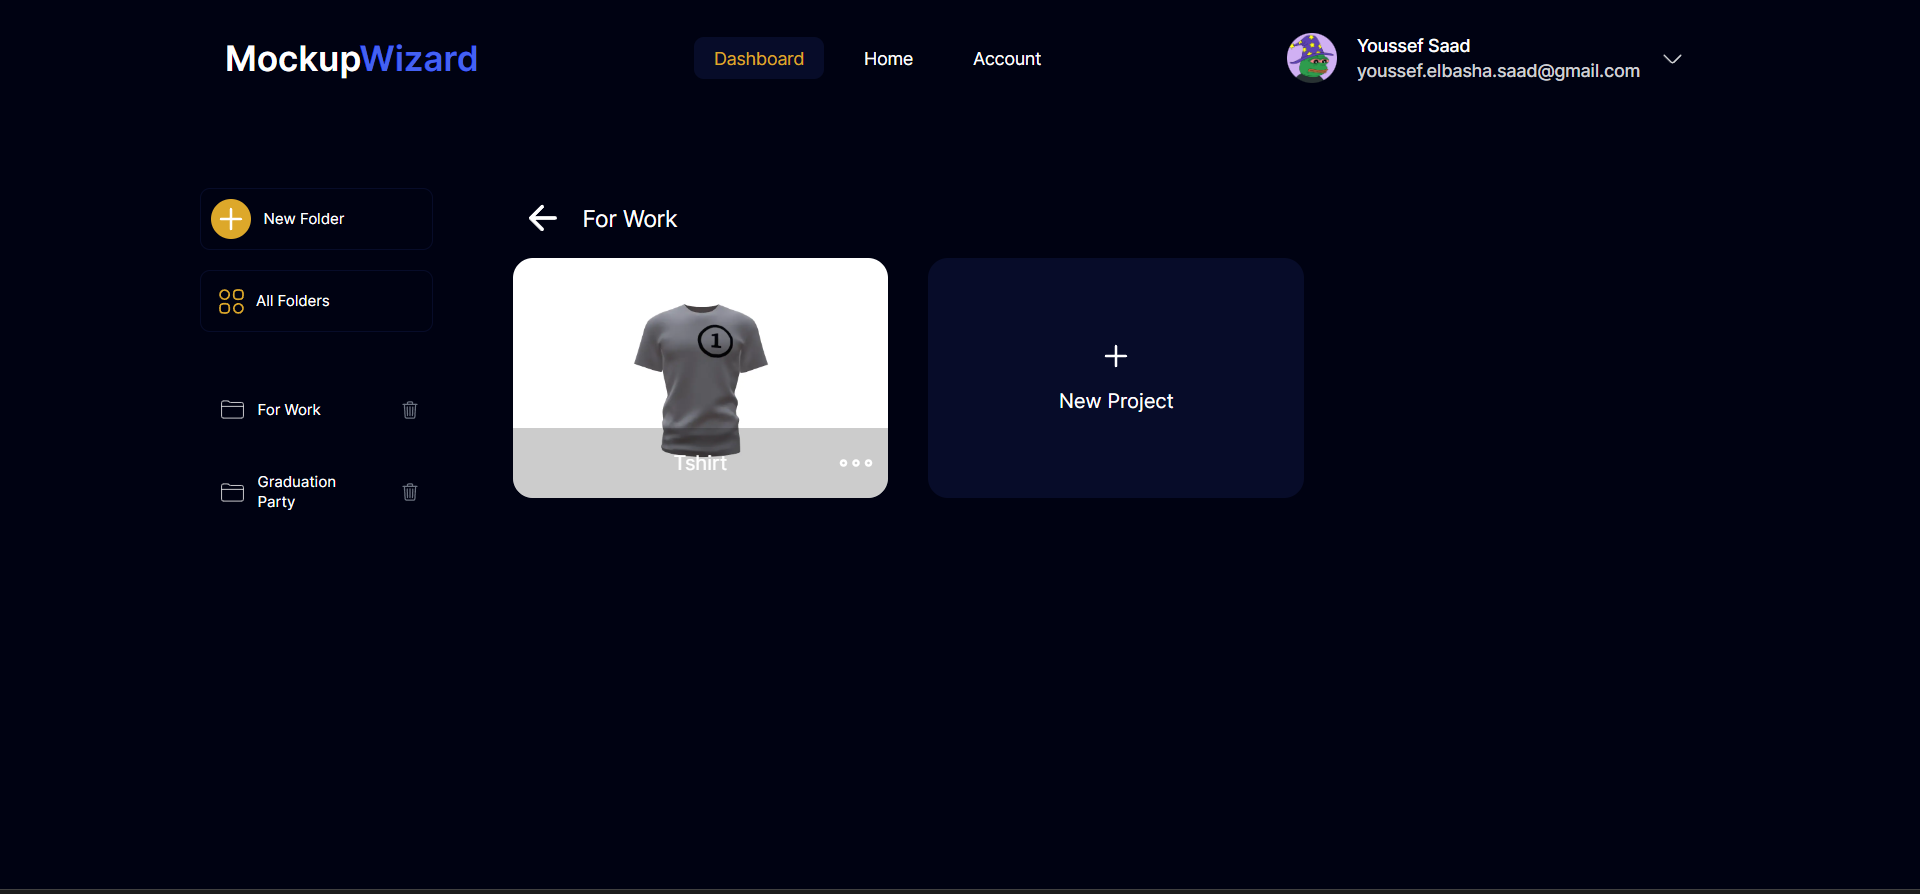 MockupWizard
Dashboard
Home
Account
Youssef Saad
youssef.elbasha.saad@gmail.com
New Folder
All Folders
For Work
Graduation
Party
For Work
1
Tshirt
New Project